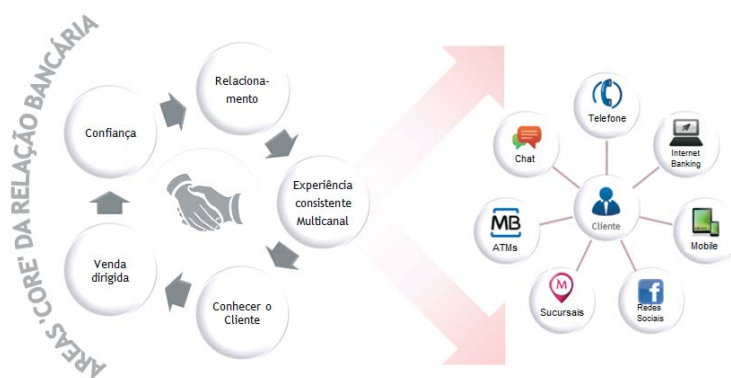 ÁREAS 'CORE' DA RELAÇÃO BANCÁRIA
Relaciona-
mento
Confiança
Experiência
consistente
Multicanal
Venda
dirigida
Conhecer o
Cliente
Telefone
Chat
Internet
Banking
Cliente
MB
ATMs
Mobile
M
Sucursais
f
Redes
Sociais